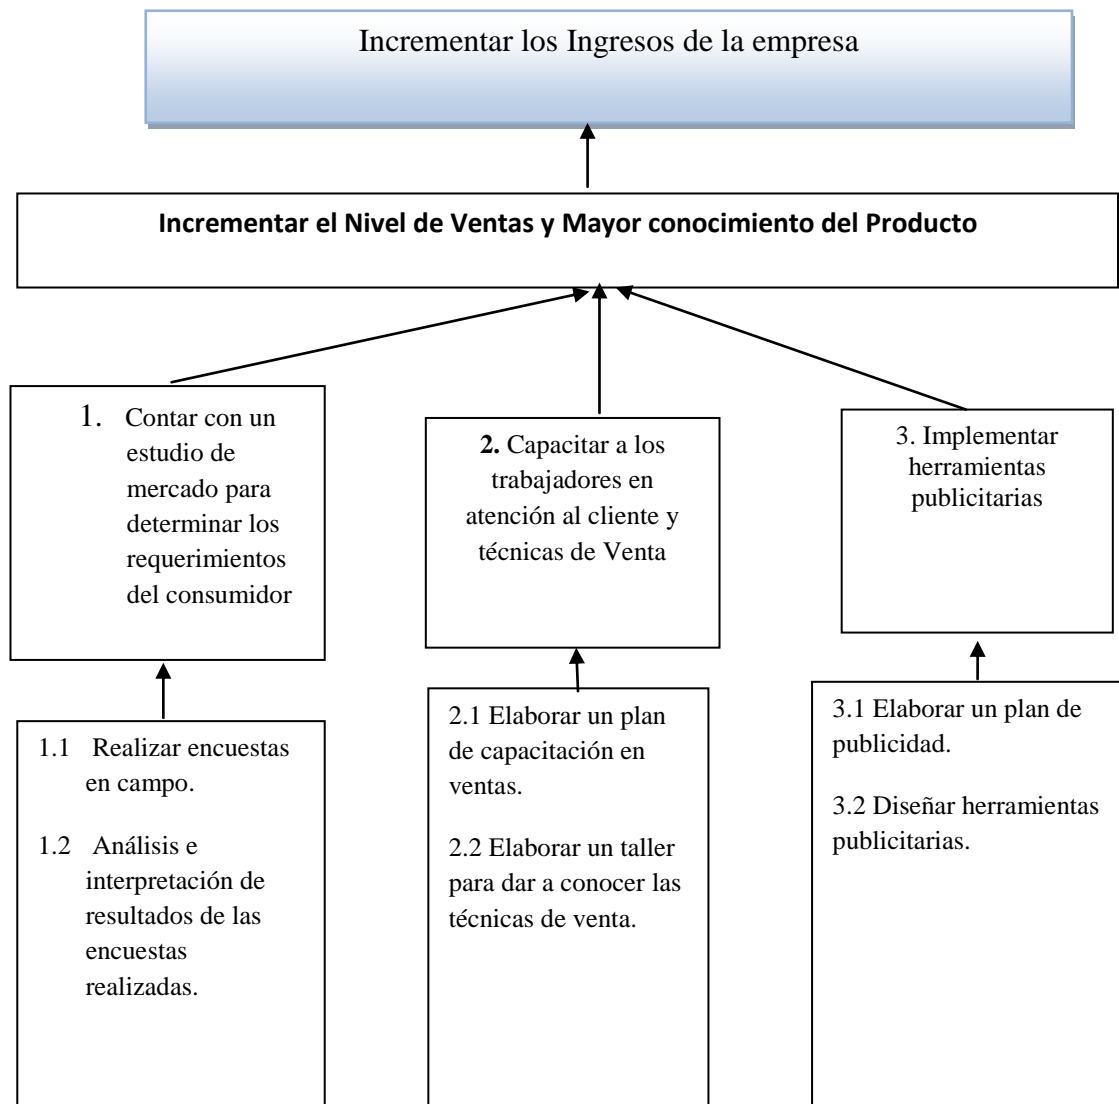 Incrementar los Ingresos de la empresa
Incrementar el Nivel de Ventas y Mayor conocimiento del Producto
1. Contar con un
estudio de
mercado para
determinar los
requerimientos
del consumidor
2. Capacitar a los
trabajadores en
atención al cliente y
técnicas de Venta
3. Implementar
herramientas
publicitarias
1.1 Realizar encuestas
en campo.
1.2 Análisis e
interpretación de
resultados de las
encuestas
realizadas.
2.1 Elaborar un plan
de capacitación en
ventas.
2.2 Elaborar un taller
para dar a conocer las
técnicas de venta.
3.1 Elaborar un plan de
publicidad.
3.2 Diseñar herramientas
publicitarias.